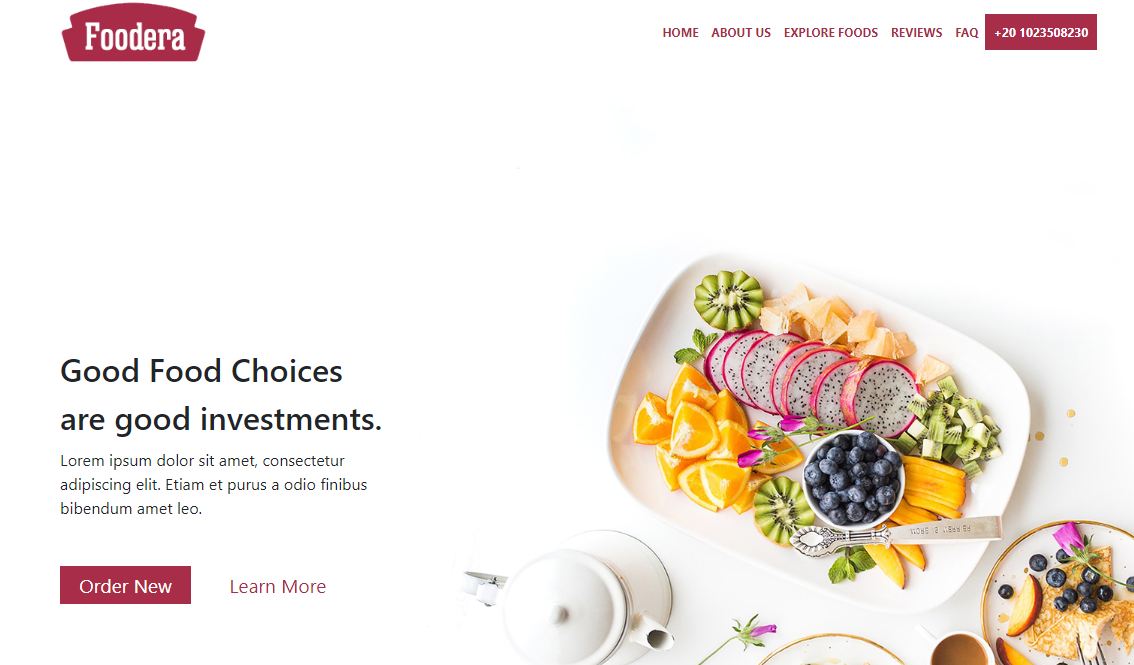 Foodera
HOME ABOUT US EXPLORE FOODS REVIEWS FAQ +20 1023508230
Good Food Choices
are good investments.
Lorem ipsum dolor sit amet, consectetur
adipiscing elit. Etiam et purus a odio finibus
bibendum amet leo.
Order New Learn More